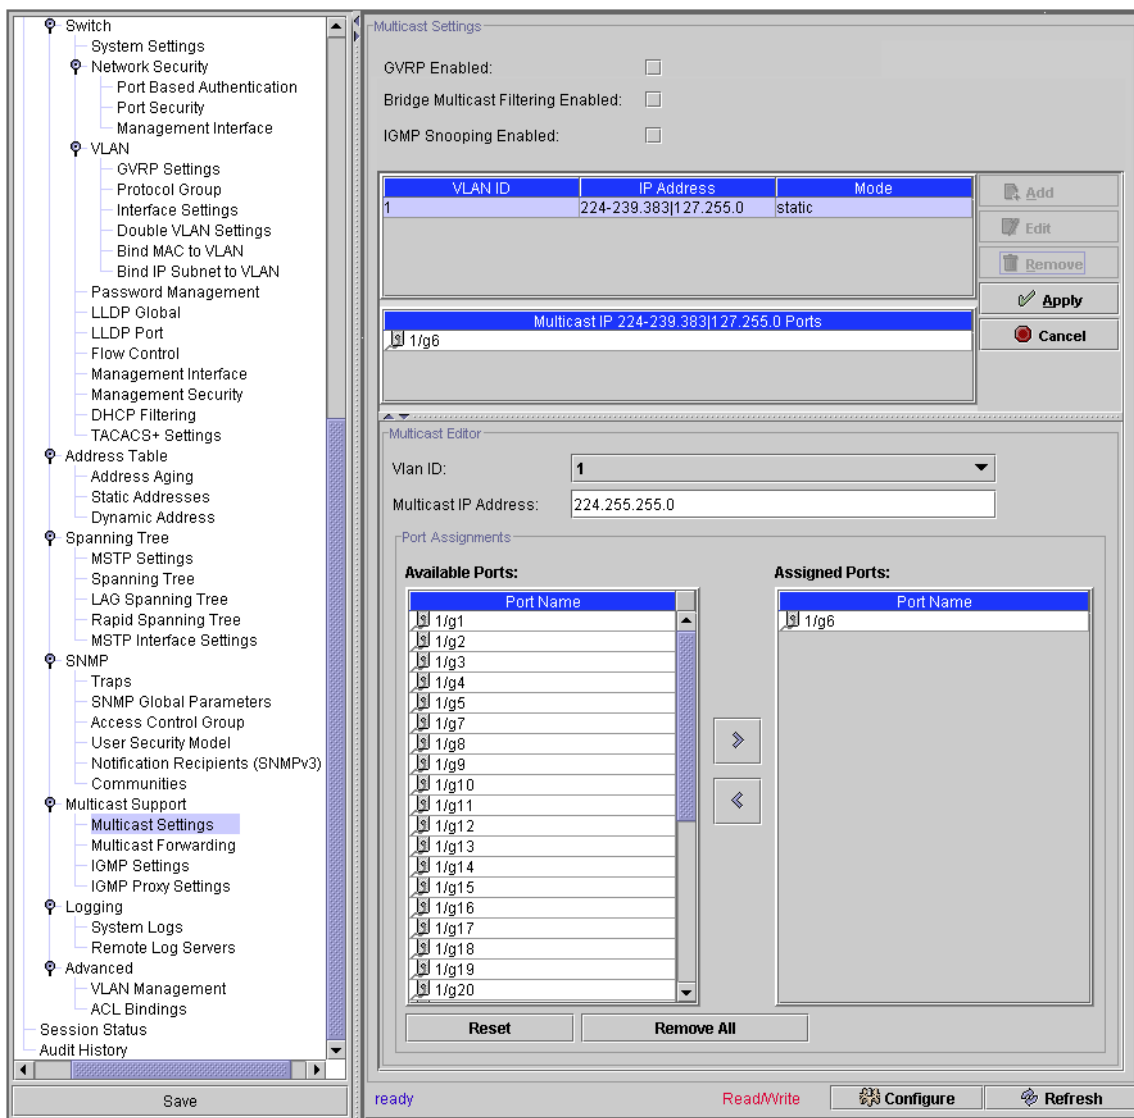 Switch
System Settings
Network Security
Port Based Authentication
Port Security
Management Interface
VLAN
GVRP Settings
Protocol Group
Interface Settings
Double VLAN Settings
Bind MAC to VLAN
Bind IP Subnet to VLAN
Password Management
LLDP Global
LLDP Port
Flow Control
Management Interface
Management Security
DHCP Filtering
TACACS+ Settings
Address Table
Address Aging
Static Addresses
Dynamic Address
Spanning Tree
MSTP Settings
Spanning Tree
LAG Spanning Tree
Rapid Spanning Tree
MSTP Interface Settings
SNMP
Traps
SNMP Global Parameters
Access Control Group
User Security Model
Notification Recipients (SNMPv3)
Communities
Multicast Support
Multicast Settings
Multicast Forwarding
IGMP Settings
IGMP Proxy Settings
Logging
System Logs
Remote Log Servers
Advanced
VLAN Management
ACL Bindings
Session Status
Audit History
Save
Multicast Settings
GVRP Enabled:
Bridge Multicast Filtering Enabled:
IGMP Snooping Enabled:
VLAN ID IP Address Mode
1 224-239.383|127.255.0 static
Add
Edit
Remove
Apply
Cancel
Multicast IP 224-239.383|127.255.0 Ports
1/g6
Multicast Editor
Vlan ID: 1
Multicast IP Address: 224.255.255.0
Port Assignments
Available Ports:
Port Name
1/g1
1/g2
1/g3
1/g4
1/g5
1/g7
1/g8
1/g9
1/g10
1/g11
1/g12
1/g13
1/g14
1/g15
1/g16
1/g17
1/g18
1/g19
1/g20
Assigned Ports:
Port Name
1/g6
Reset Remove All
ready Read/Write Configure Refresh